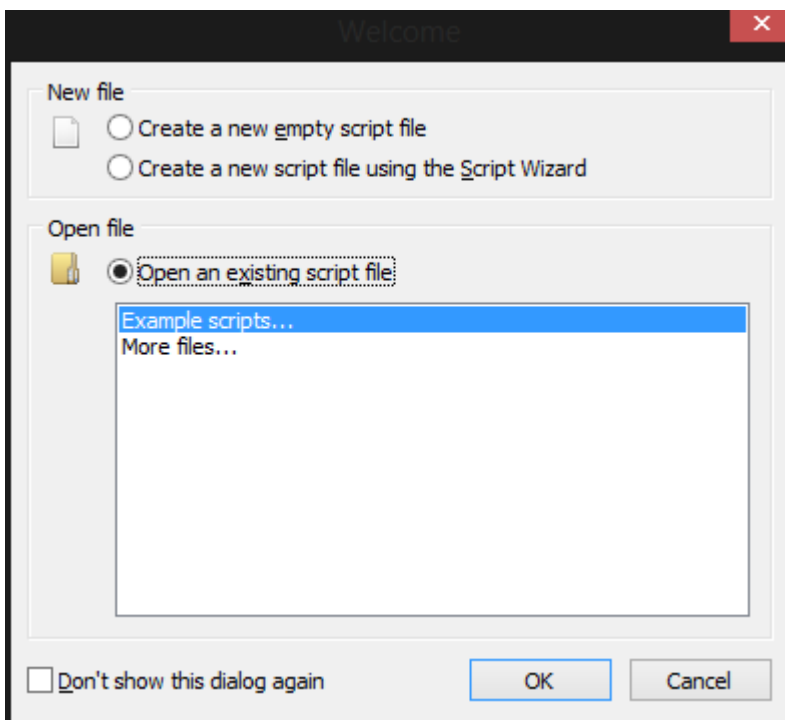 Welcome
New file
Create a new empty script file
Create a new script file using the Script Wizard
Open file
Open an existing script file
Example scripts...
More files...
Don't show this dialog again
OK
Cancel